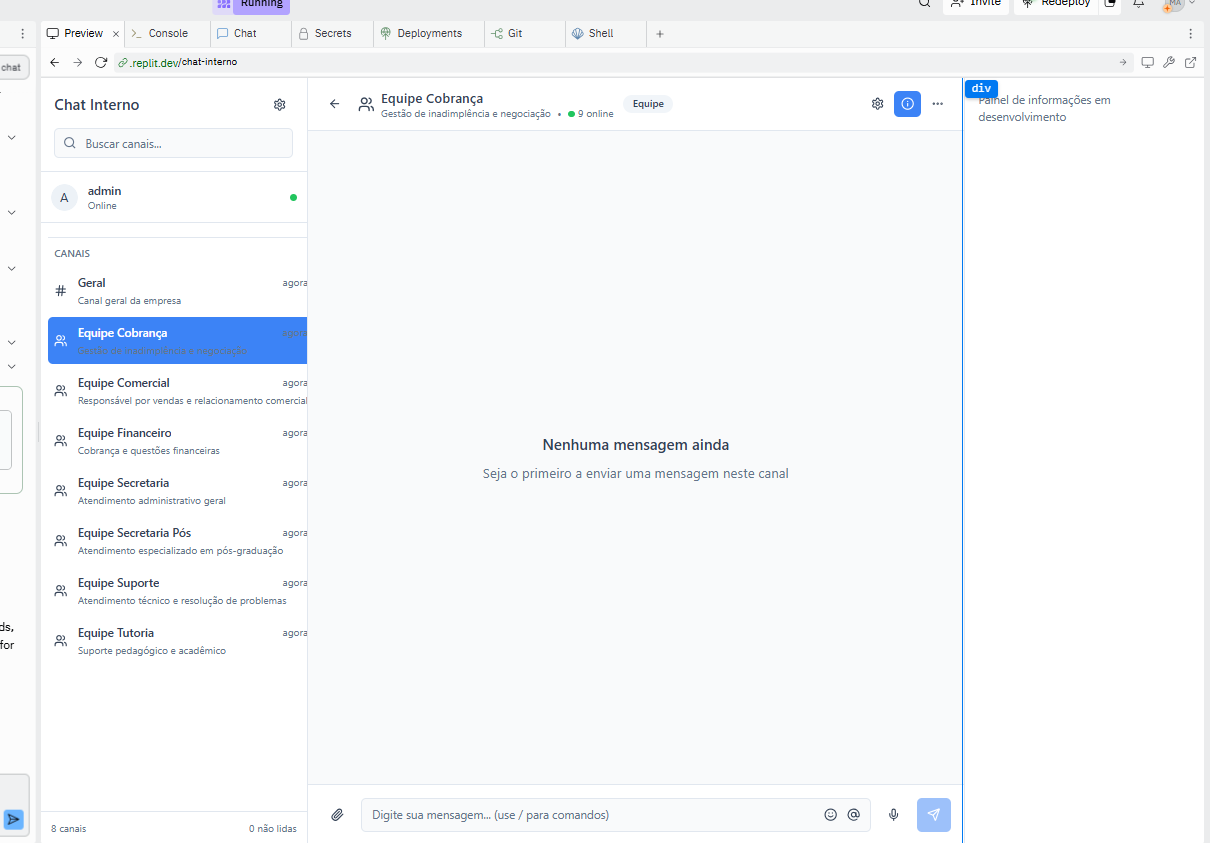 Running
Invite
Redeploy
MA
Preview
Console
Chat
Secrets
Deployments
Git
Shell
chat
.replit.dev/chat-interno
Chat Interno
Buscar canais...
A
admin
Online
CANAIS
Geral
agora
Canal geral da empresa
Equipe Cobrança
agora
Gestão de inadimplência e negociação
Equipe Comercial
agora
Responsável por vendas e relacionamento comercial
Equipe Financeiro
agora
Cobrança e questões financeiras
Equipe Secretaria
agora
Atendimento administrativo geral
Equipe Secretaria Pós
agora
Atendimento especializado em pós-graduação
Equipe Suporte
agora
Atendimento técnico e resolução de problemas
Equipe Tutoria
agora
Suporte pedagógico e acadêmico
8 canais
0 não lidas
ds,
for
Equipe Cobrança
Gestão de inadimplência e negociação • 9 online
Equipe
Nenhuma mensagem ainda
Seja o primeiro a enviar uma mensagem neste canal
Digite sua mensagem... (use / para comandos)
div
Painel de informações em
desenvolvimento